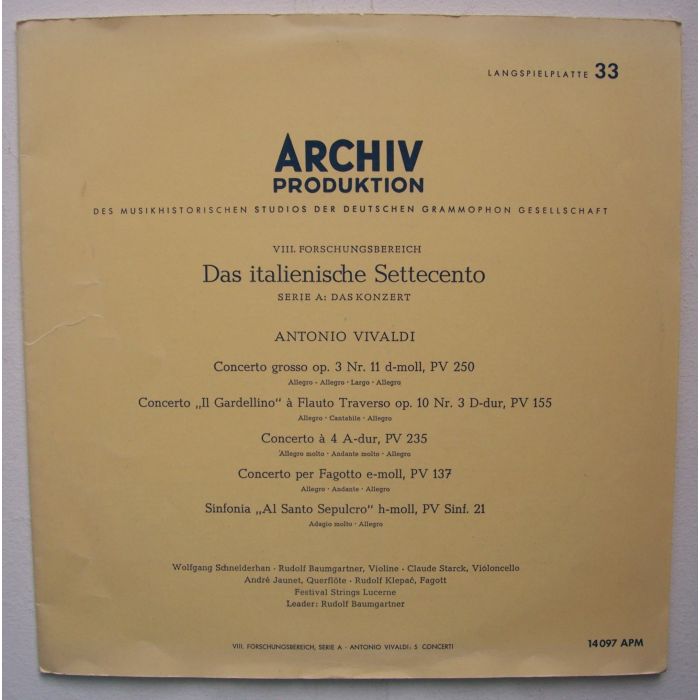 LANGSPIELPLATTE 33
ARCHIV
PRODUKTION
DES MUSIKHISTORISCHEN STUDIOS DER DEUTSCHEN GRAMMOPHON GESELLSCHAFT
VIII. FORSCHUNGSBEREICH
Das italienische Settecento
SERIE A: DAS KONZERT
ANTONIO VIVALDI
Concerto grosso op. 3 Nr. 11 d-moll, PV 250
Allegro - Allegro · Largo · Allegro
Concerto „Il Gardellino“ à Flauto Traverso op. 10 Nr. 3 D-dur, PV 155
Allegro · Cantabile · Allegro
Concerto à 4 A-dur, PV 235
Allegro molto · Andante molto · Allegro
Concerto per Fagotto e-moll, PV 137
Allegro · Andante · Allegro
Sinfonia „Al Santo Sepulcro“ h-moll, PV Sinf. 21
Adagio molto · Allegro
Wolfgang Schneiderhan · Rudolf Baumgartner, Violine · Claude Starck, Violoncello
André Jaunet, Querflöte · Rudolf Klepač, Fagott
Festival Strings Lucerne
Leader: Rudolf Baumgartner
VIII. FORSCHUNGSBEREICH, SERIE A · ANTONIO VIVALDI: 5 CONCERTI
14 097 APM